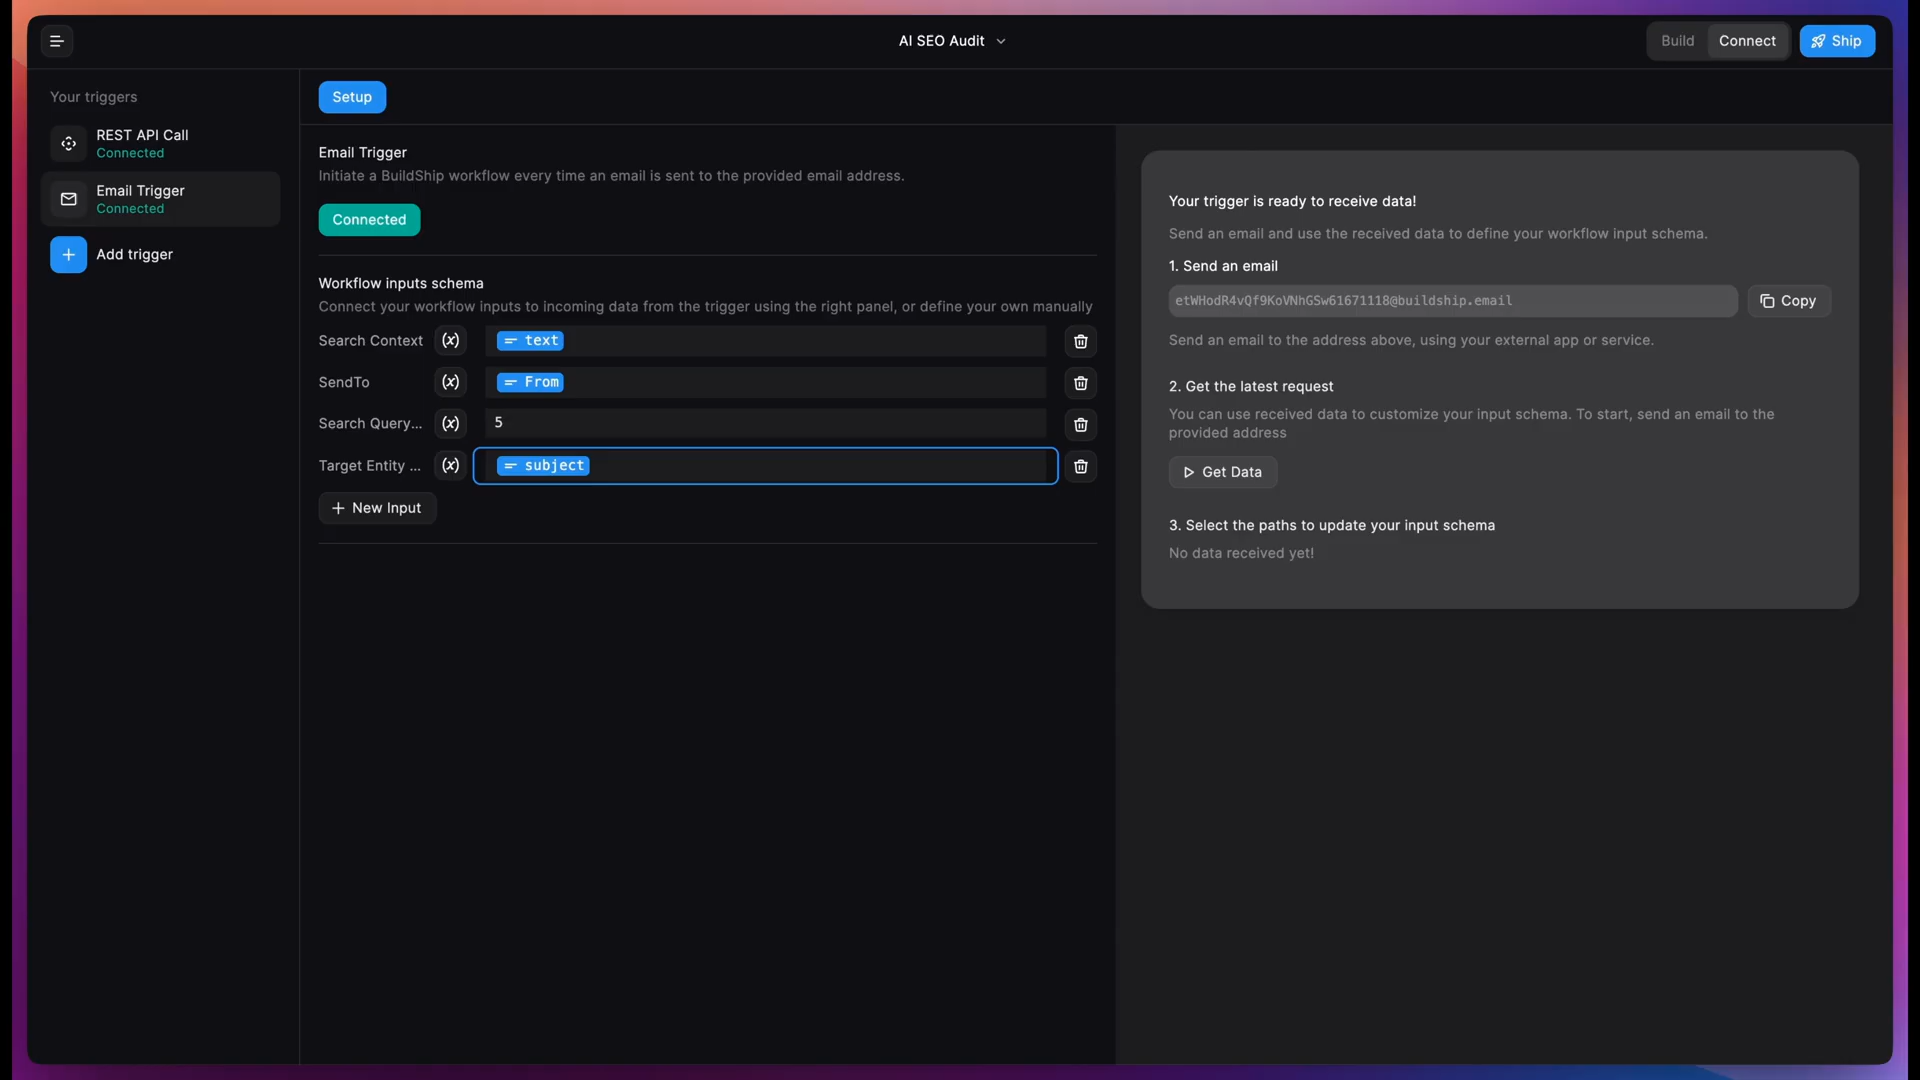 AI SEO Audit
Build
Connect
Ship
Your triggers
REST API Call
Connected
Email Trigger
Connected
Add trigger
Setup
Email Trigger
Initiate a BuildShip workflow every time an email is sent to the provided email address.
Connected
Workflow inputs schema
Connect your workflow inputs to incoming data from the trigger using the right panel, or define your own manually
Search Context (x) text
SendTo (x) From
Search Query... (x) 5
Target Entity ... (x) subject
New Input
Your trigger is ready to receive data!
Send an email and use the received data to define your workflow input schema.
1. Send an email
etWHodR4vQf9KoVNhGSw61671118@buildship.email
Copy
Send an email to the address above, using your external app or service.
2. Get the latest request
You can use received data to customize your input schema. To start, send an email to the
provided address
Get Data
3. Select the paths to update your input schema
No data received yet!